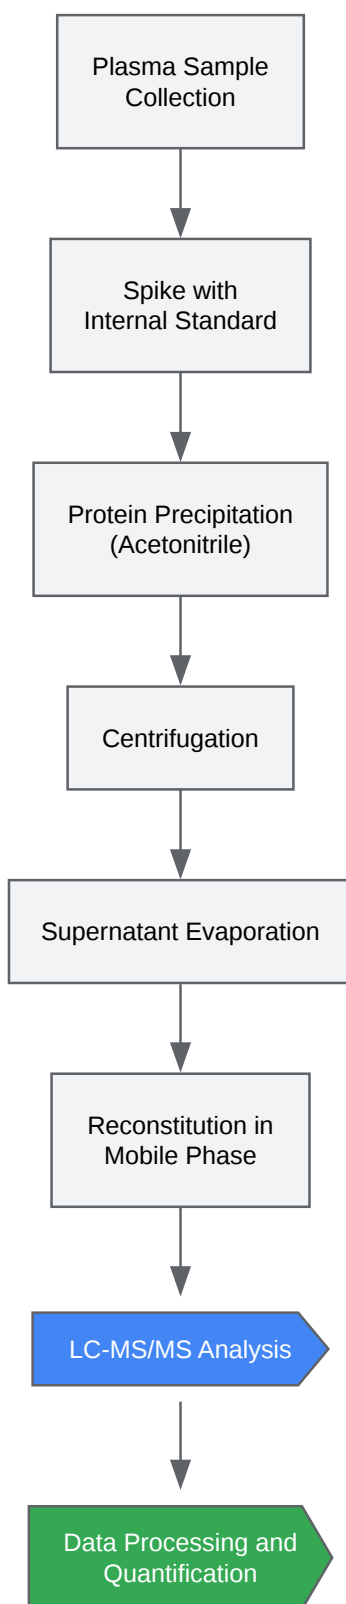 Plasma Sample
Collection
Spike with
Internal Standard
Protein Precipitation
(Acetonitrile)
Centrifugation
Supernatant Evaporation
Reconstitution in
Mobile Phase
LC-MS/MS Analysis
Data Processing and
Quantification